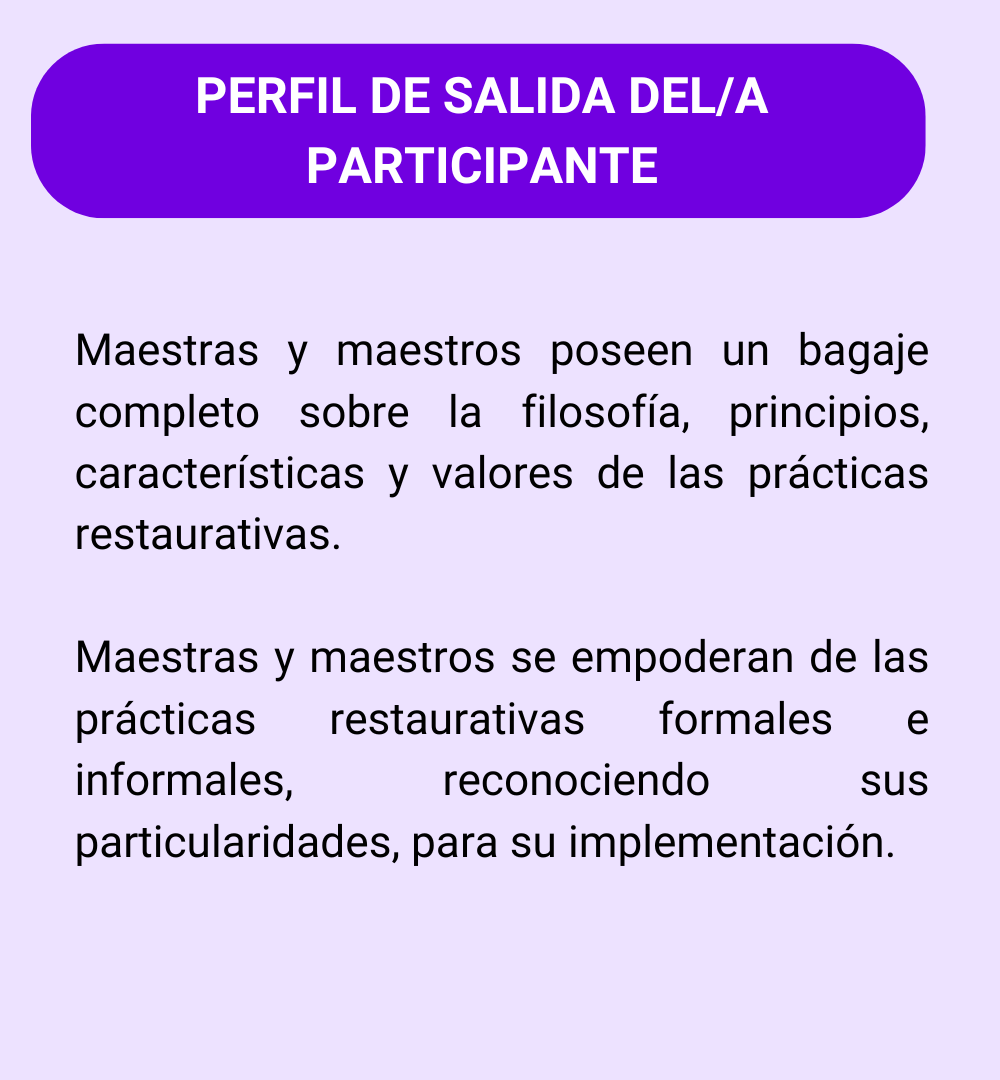 PERFIL DE SALIDA DEL/A
PARTICIPANTE
Maestras y maestros poseen un bagaje
completo sobre la filosofía, principios,
características y valores de las prácticas
restaurativas.
Maestras y maestros se empoderan de las
prácticas restaurativas formales e
informales, reconociendo sus
particularidades, para su implementación.